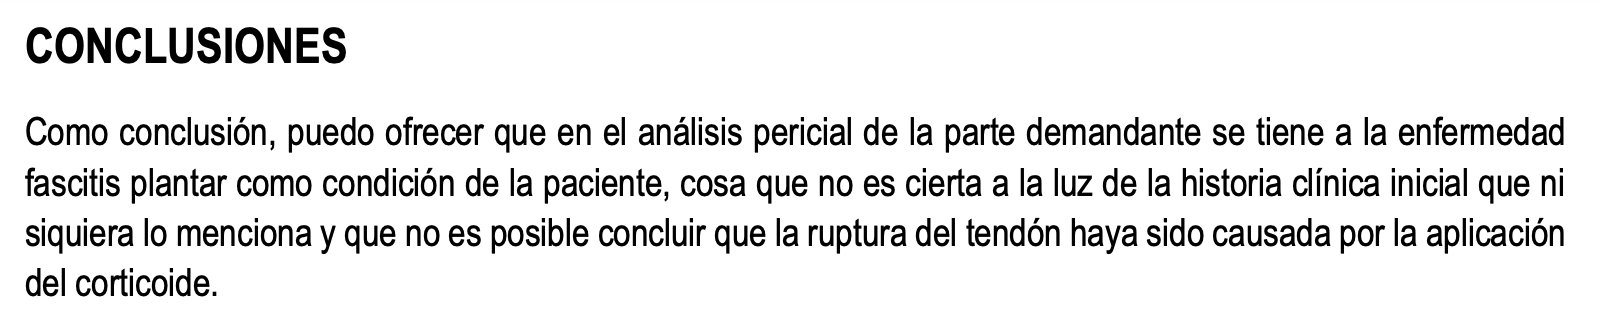 CONCLUSIONES
Como conclusión, puedo ofrecer que en el análisis pericial de la parte demandante se tiene a la enfermedad
fascitis plantar como condición de la paciente, cosa que no es cierta a la luz de la historia clínica inicial que ni
siquiera lo menciona y que no es posible concluir que la ruptura del tendón haya sido causada por la aplicación
del corticoide.